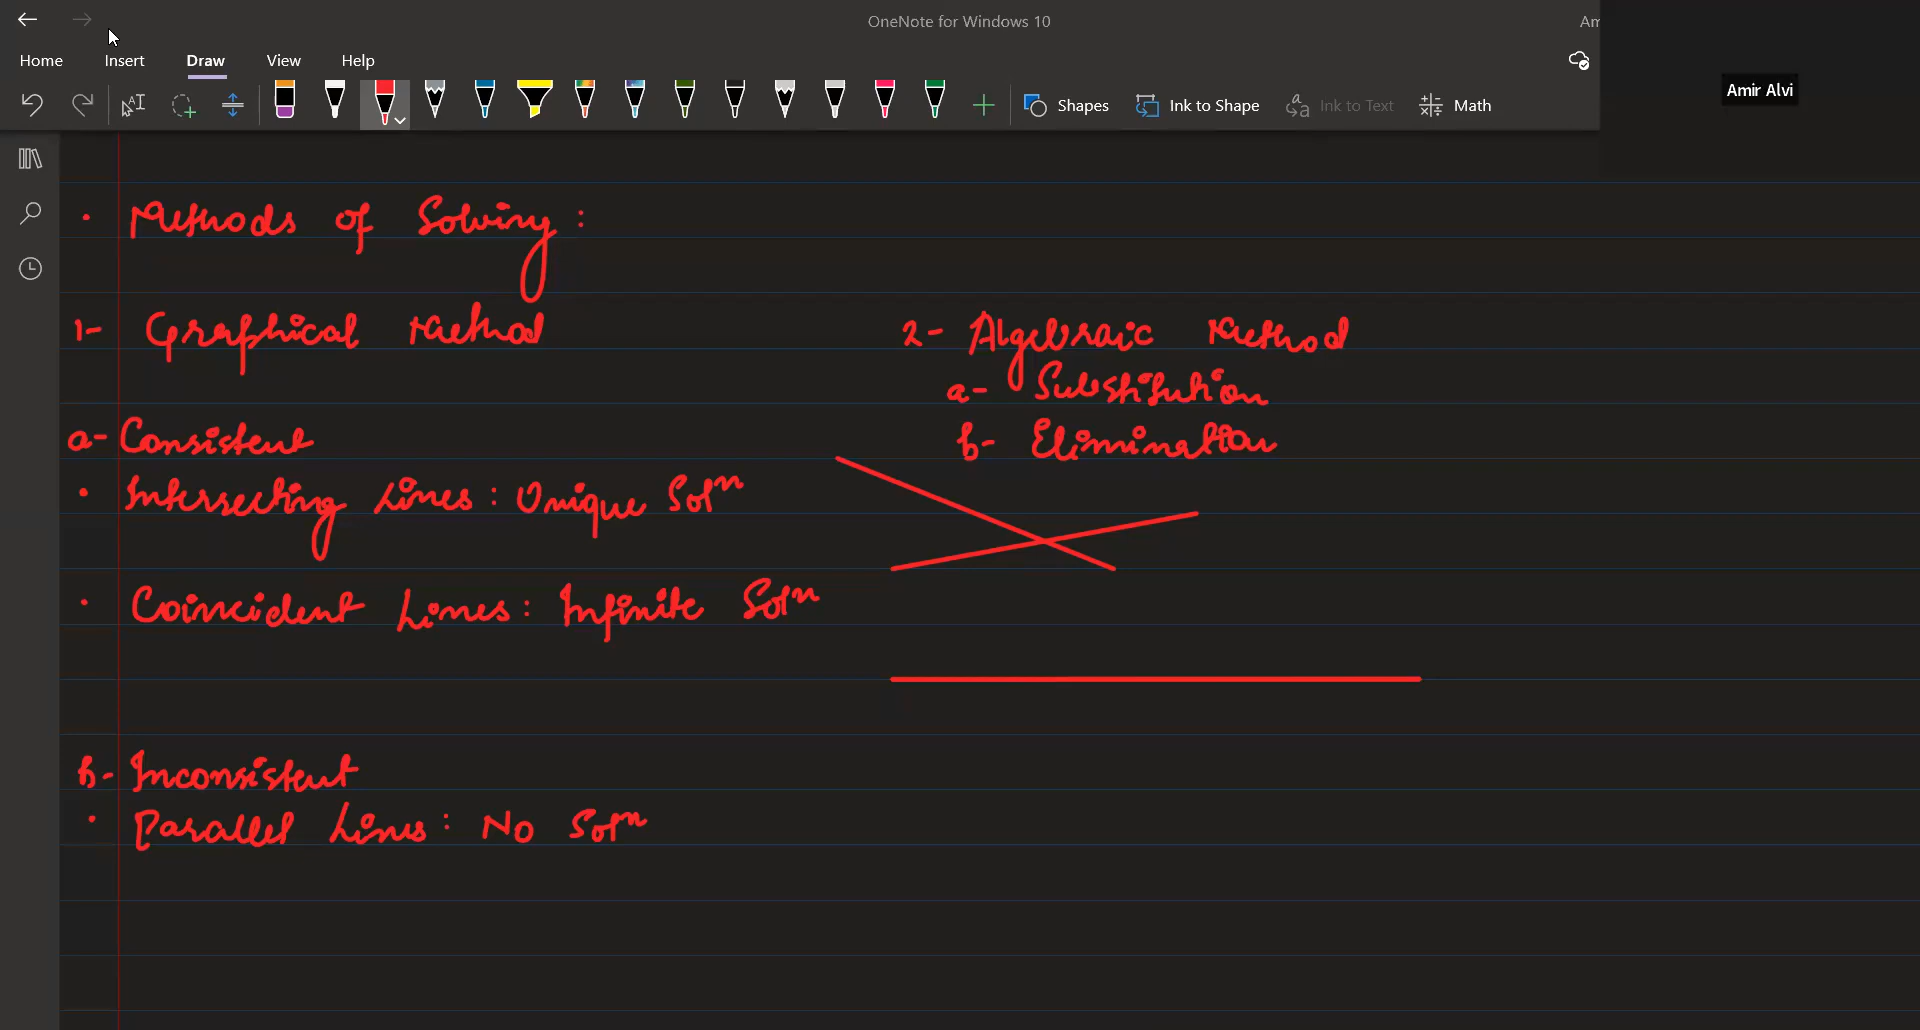 OneNote for Windows 10
Am
Home Insert Draw View Help
Amir Alvi
Shapes Ink to Shape Ink to Text Math
• Methods of Solving :
1- Graphical Method
2- Algebraic Method
a- Substitution
a- Consistent
b- Elimination
• Intersecting Lines : Unique Solⁿ
• Coincident Lines : Infinite Solⁿ
b- Inconsistent
• Parallel Lines : No Solⁿ